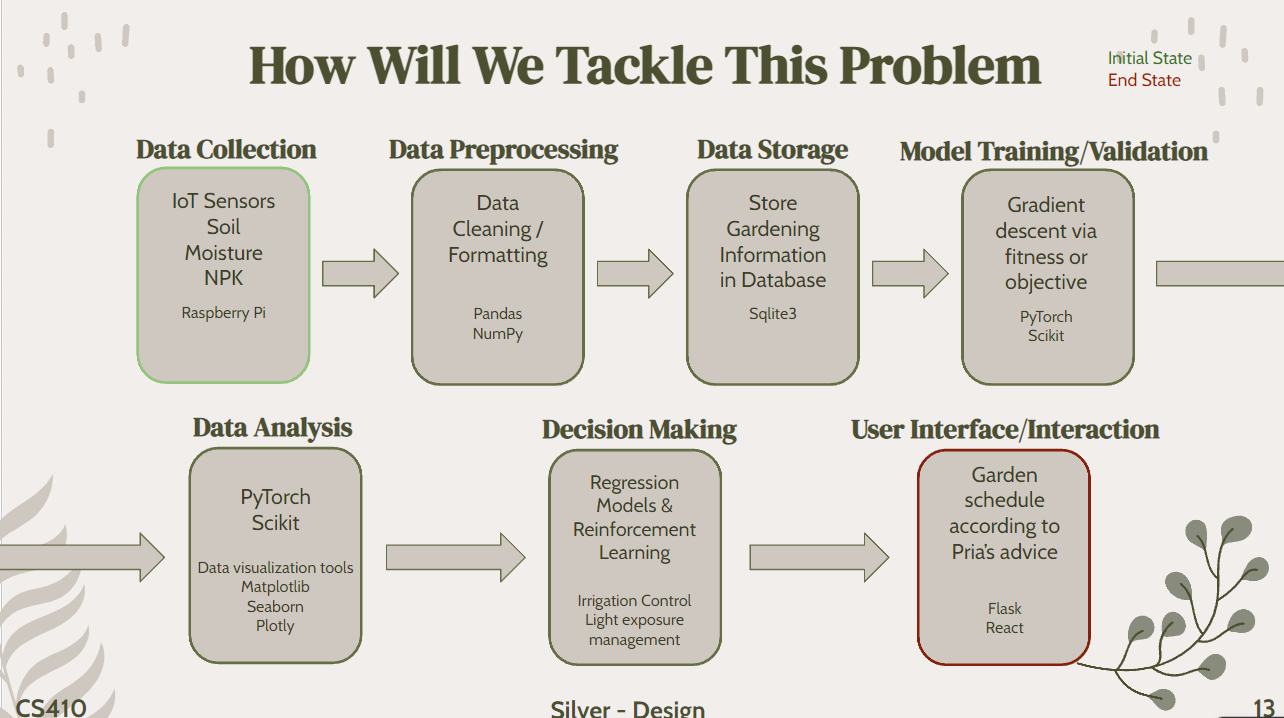 How Will We Tackle This Problem
Initial State
End State
Data Collection
IoT Sensors
Soil
Moisture
NPK
Raspberry Pi
Data Preprocessing
Data
Cleaning /
Formatting
Pandas
NumPy
Data Storage
Store
Gardening
Information
in Database
Sqlite3
Model Training/Validation
Gradient
descent via
fitness or
objective
PyTorch
Scikit
Data Analysis
PyTorch
Scikit
Data visualization tools
Matplotlib
Seaborn
Plotly
Decision Making
Regression
Models &
Reinforcement
Learning
Irrigation Control
Light exposure
management
User Interface/Interaction
Garden
schedule
according to
Pria's advice
Flask
React
CS410
Silver - Design
13